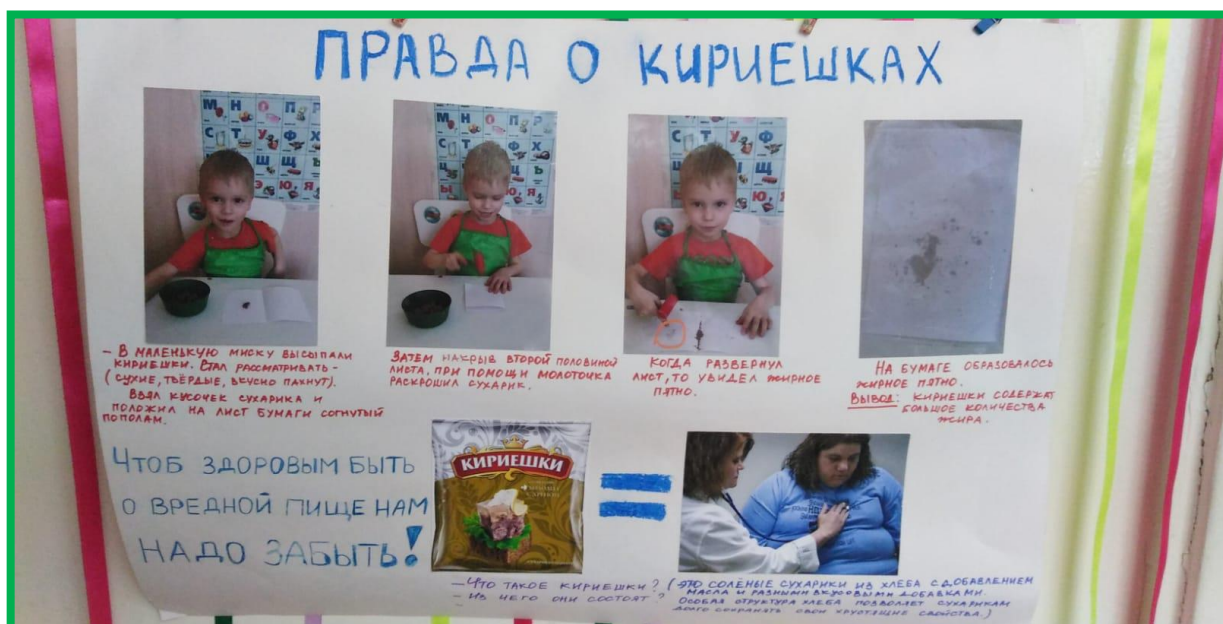 ПРАВДА О КИРИЕШКАХ
- В МАЛЕНЬКУЮ МИСКУ ВЫСЫПАЛИ
КИРИЕШКИ. СТАЛ РАССМАТРИВАТЬ -
(СУХИЕ, ТВЁРДЫЕ, ВКУСНО ПАХНУТ).
ВЗЯЛ КУСОЧЕК СУХАРИКА И
ПОЛОЖИЛ НА ЛИСТ БУМАГИ СОГНУТЫЙ
ПОПОЛАМ.
ЗАТЕМ НАКРЫВ ВТОРОЙ ПОЛОВИНОЙ
ЛИСТА, ПРИ ПОМОЩИ МОЛОТОЧКА
РАСКРОШИЛ СУХАРИК.
КОГДА РАЗВЕРНУЛ
ЛИСТ, ТО УВИДЕЛ ЖИРНОЕ
ПЯТНО.
НА БУМАГЕ ОБРАЗОВАЛОСЬ
ЖИРНОЕ ПЯТНО.
ВЫВОД: КИРИЕШКИ СОДЕРЖАТ
БОЛЬШОЕ КОЛИЧЕСТВА
ЖИРА.
ЧТОБ ЗДОРОВЫМ БЫТЬ
О ВРЕДНОЙ ПИЩЕ НАМ
НАДО ЗАБЫТЬ!
КИРИЕШКИ
- ЧТО ТАКОЕ КИРИЕШКИ?
- ИЗ ЧЕГО ОНИ СОСТОЯТ?
(ЭТО СОЛЁНЫЕ СУХАРИКИ ИЗ ХЛЕБА С ДОБАВЛЕНИЕМ
МАСЛА И РАЗНЫМИ ВКУСОВЫМИ ДОБАВКАМИ.
ОСОБАЯ СТРУКТУРА ХЛЕБА ПОЗВОЛЯЕТ СУХАРИКАМ
ДОЛГО СОХРАНЯТЬ СВОИ ХРУСТЯЩИЕ СВОЙСТВА.)